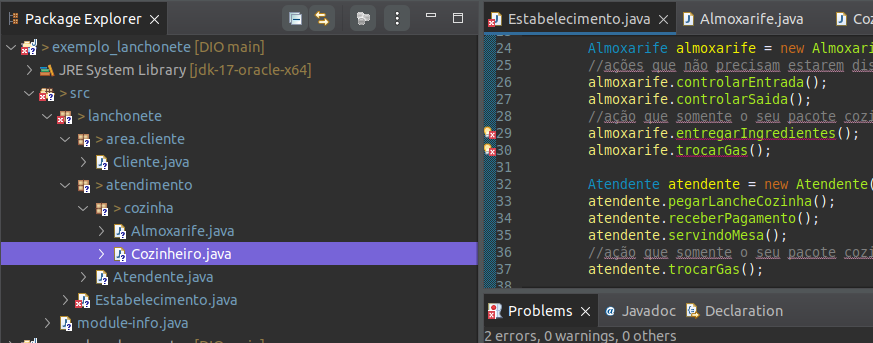 Package Explorer
exemplo_lanchonete [DIO main]
JRE System Library [jdk-17-oracle-x64]
> src
lanchonete
> area.cliente
Cliente.java
> atendimento
> cozinha
Almoxarife.java
Cozinheiro.java
Atendente.java
Estabelecimento.java
module-info.java
Estabelecimento.java
Almoxarife.java
Coz
24 Almoxarife almoxarife = new Almoxari
25 //ações que não precisam estarem dis
26 almoxarife.controlarEntrada();
27 almoxarife.controlarSaida();
28 //ação que somente o seu pacote cozi
29 almoxarife.entregarIngredientes();
30 almoxarife.trocarGas();
31
32 Atendente atendente = new Atendente(
33 atendente.pegarLancheCozinha();
34 atendente.receberPagamento();
35 atendente.servindoMesa();
36 //ação que somente o seu pacote cozi
37 atendente.trocarGas();
38
Problems
@ Javadoc
Declaration
2 errors, 0 warnings, 0 others